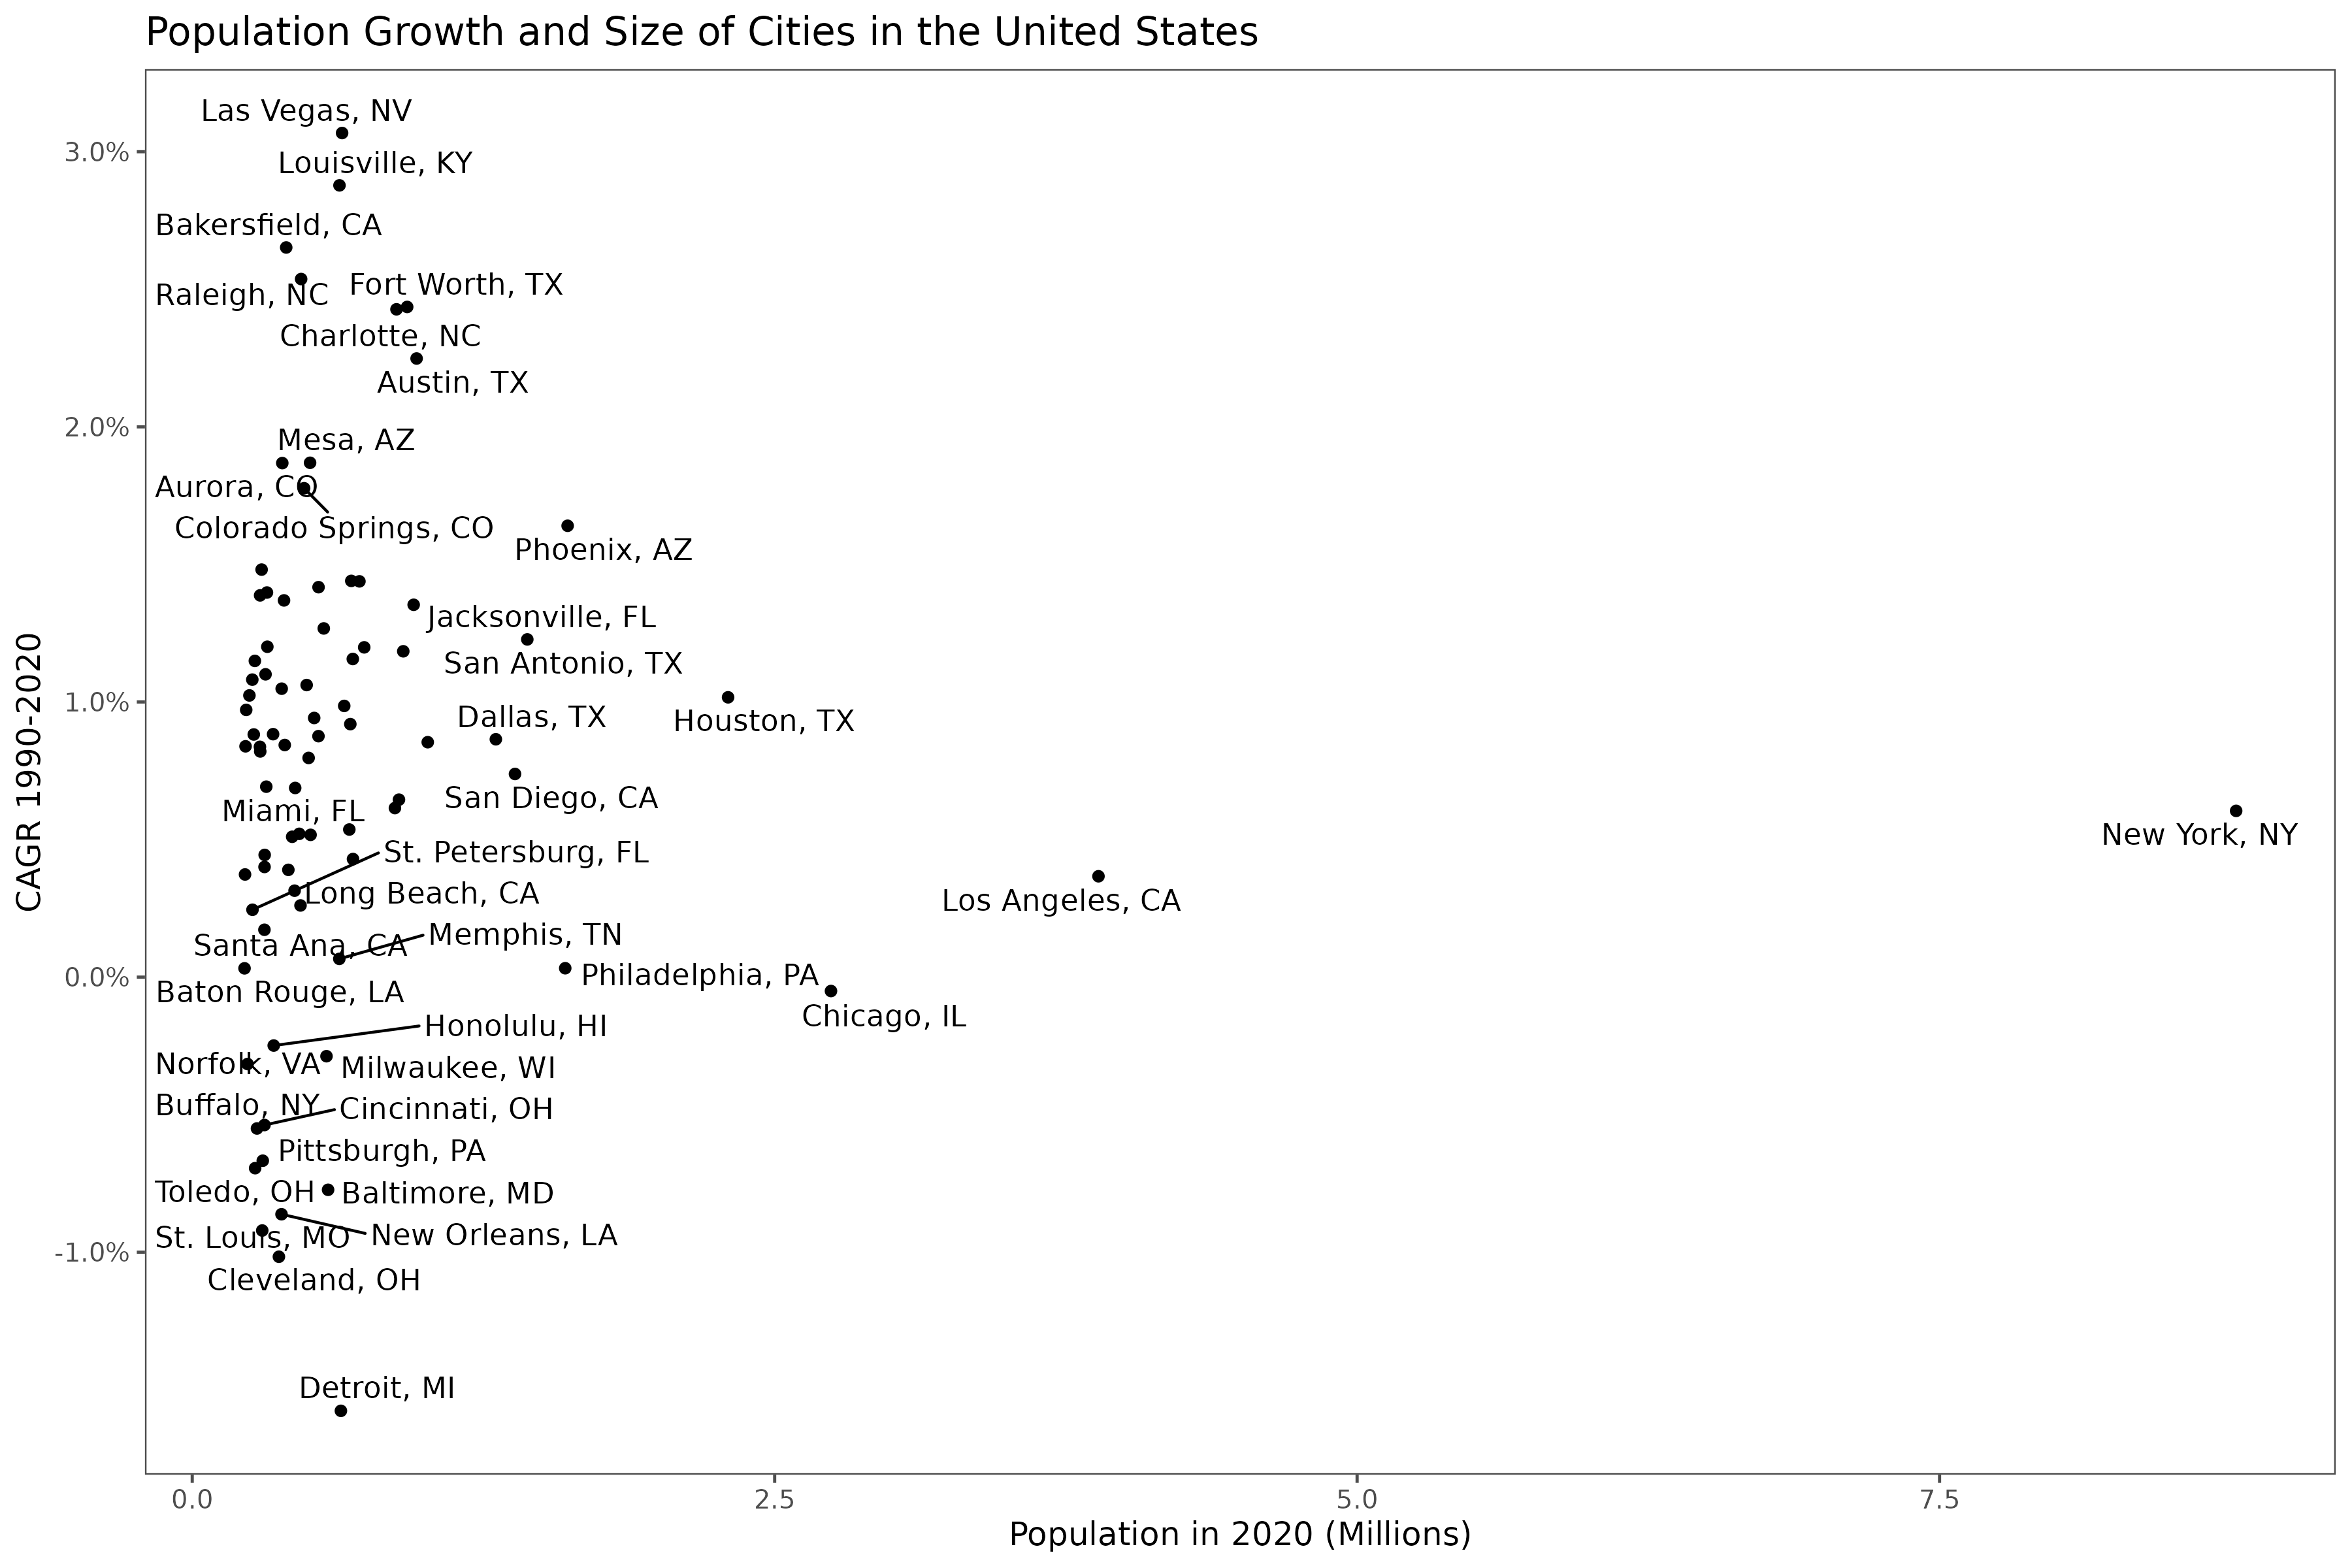 Population Growth and Size of Cities in the United States
Las Vegas, NV
3.0%
Louisville, KY
Bakersfield, CA
Fort Worth, TX
Raleigh, NC
Charlotte, NC
Austin, TX
2.0%
Mesa, AZ
Aurora, CO
Colorado Springs, CO
Phoenix, AZ
Jacksonville, FL
San Antonio, TX
1.0%
Dallas, TX
Houston, TX
San Diego, CA
Miami, FL
New York, NY
St. Petersburg, FL
Long Beach, CA
Los Angeles, CA
Memphis, TN
Santa Ana, CA
0.0%
Philadelphia, PA
Baton Rouge, LA
Chicago, IL
Honolulu, HI
Norfolk, VA
Milwaukee, WI
Buffalo, NY
Cincinnati, OH
Pittsburgh, PA
Toledo, OH
Baltimore, MD
St. Louis, MO
New Orleans, LA
-1.0%
Cleveland, OH
Detroit, MI
CAGR 1990-2020
0.0 2.5 5.0 7.5
Population in 2020 (Millions)